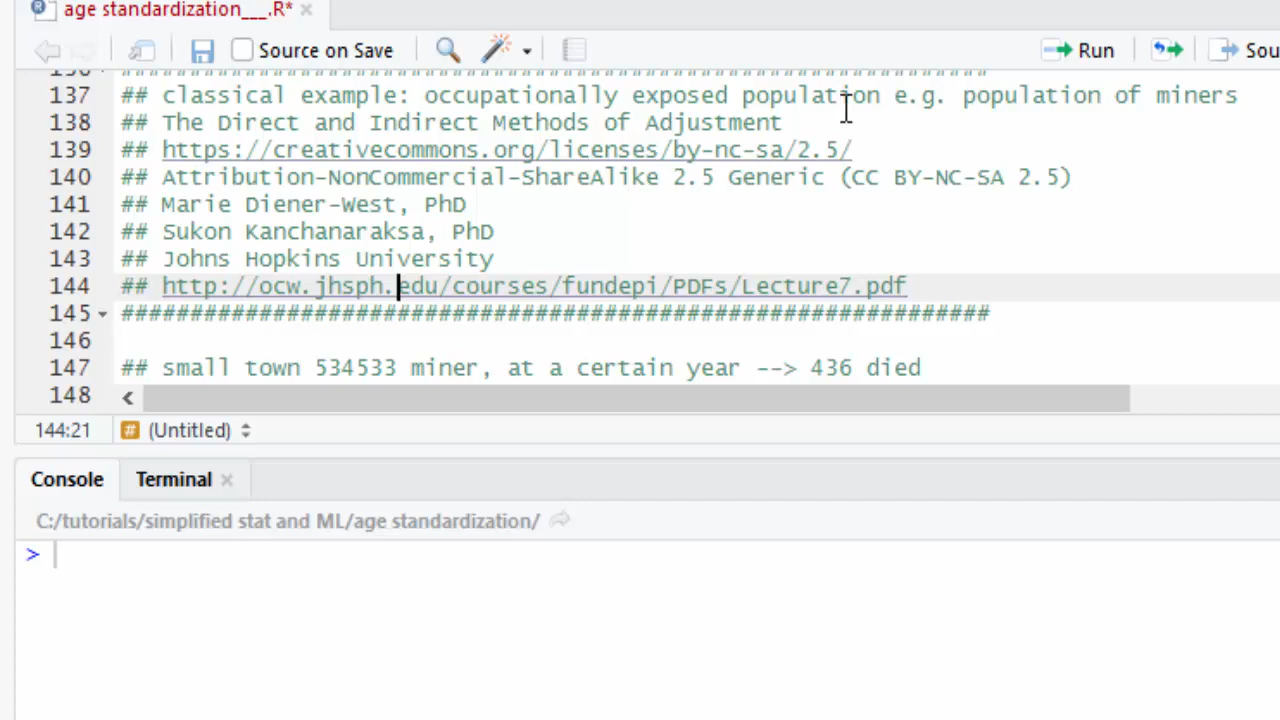 age standardization___.R*
Source on Save
Run
Sou
136 ###############################################################
137 ## classical example: occupationally exposed population e.g. population of miners
138 ## The Direct and Indirect Methods of Adjustment
139 ## https://creativecommons.org/licenses/by-nc-sa/2.5/
140 ## Attribution-NonCommercial-ShareAlike 2.5 Generic (CC BY-NC-SA 2.5)
141 ## Marie Diener-West, PhD
142 ## Sukon Kanchanaraksa, PhD
143 ## Johns Hopkins University
144 ## http://ocw.jhsph.edu/courses/fundepi/PDFs/Lecture7.pdf
145 ###############################################################
146
147 ## small town 534533 miner, at a certain year --> 436 died
148
144:21 # (Untitled)
Console Terminal
C:/tutorials/simplified stat and ML/age standardization/
>